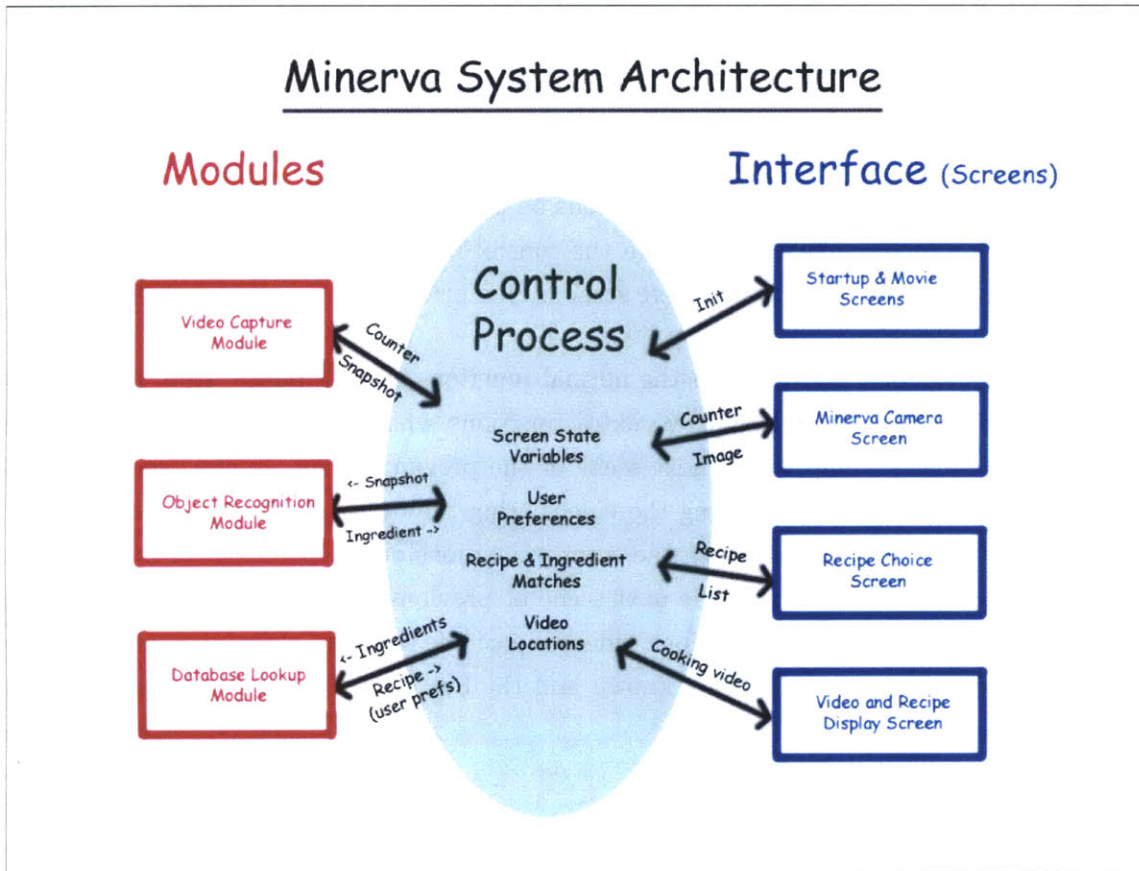 Minerva System Architecture
Modules
Interface (Screens)
Control
Process
Video Capture
Module
Counter
Snapshot
Object Recognition
Module
<- Snapshot
Ingredient ->
Database Lookup
Module
<- Ingredients
Recipe ->
(user prefs)
Screen State
Variables
User
Preferences
Recipe & Ingredient
Matches
Video
Locations
Init
Startup & Movie
Screens
Counter
Image
Minerva Camera
Screen
Recipe
List
Recipe Choice
Screen
Cooking video
Video and Recipe
Display Screen